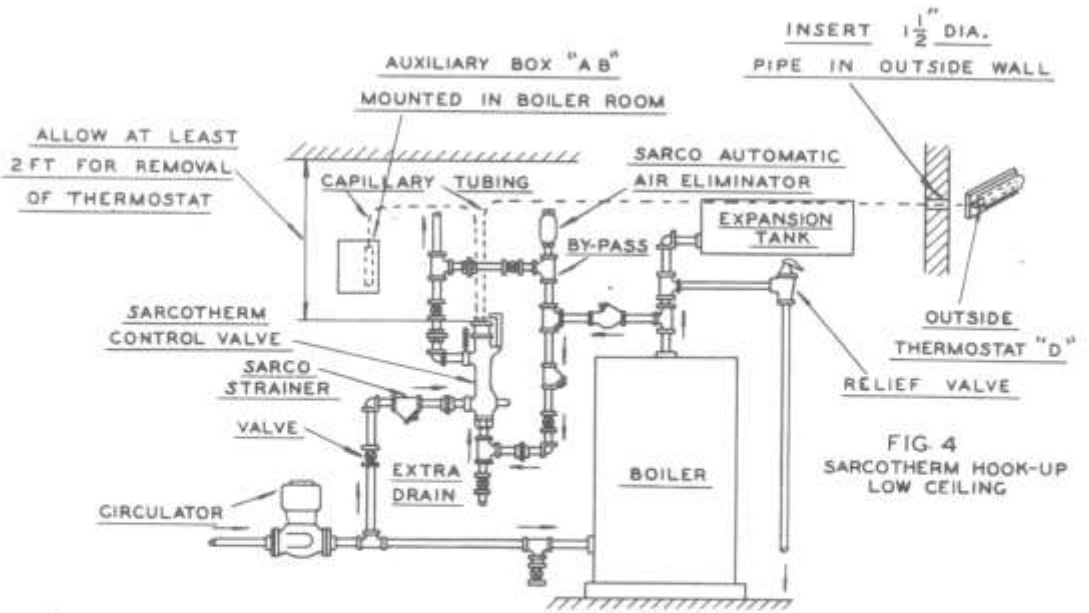 INSERT 1 1/2" DIA.
PIPE IN OUTSIDE WALL
AUXILIARY BOX "AB"
MOUNTED IN BOILER ROOM
ALLOW AT LEAST
2 FT FOR REMOVAL
OF THERMOSTAT
CAPILLARY TUBING
SARCO AUTOMATIC
AIR ELIMINATOR
EXPANSION
TANK
BY-PASS
SARCOTHERM
CONTROL VALVE
OUTSIDE
THERMOSTAT "D"
SARCO
STRAINER
RELIEF VALVE
VALVE
FIG. 4
SARCOTHERM HOOK-UP
LOW CEILING
EXTRA
DRAIN
BOILER
CIRCULATOR